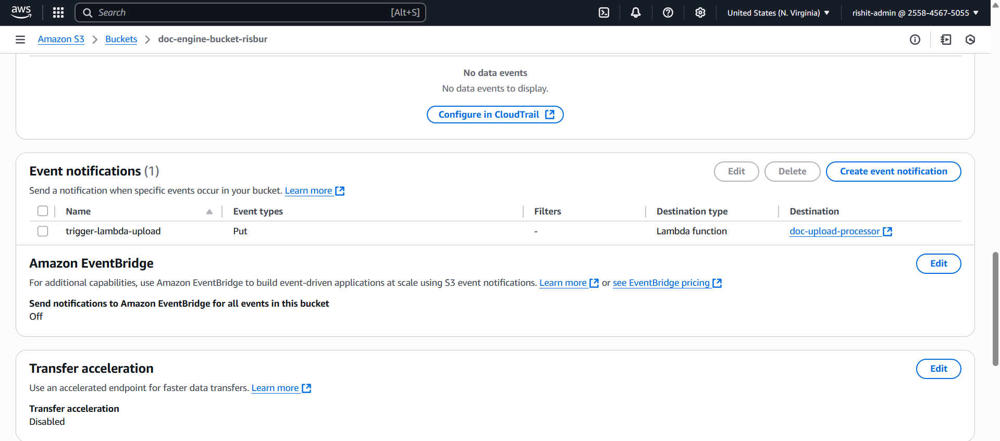 aws
Search [Alt+S]
United States (N. Virginia)
rishit-admin @ 2558-4567-5055
Amazon S3 > Buckets > doc-engine-bucket-risbur
No data events
No data events to display.
Configure in CloudTrail
Event notifications (1)
Edit Delete Create event notification
Send a notification when specific events occur in your bucket. Learn more
Name Event types Filters Destination type Destination
trigger-lambda-upload Put - Lambda function doc-upload-processor
Amazon EventBridge Edit
For additional capabilities, use Amazon EventBridge to build event-driven applications at scale using S3 event notifications. Learn more or see EventBridge pricing
Send notifications to Amazon EventBridge for all events in this bucket
Off
Transfer acceleration Edit
Use an accelerated endpoint for faster data transfers. Learn more
Transfer acceleration
Disabled